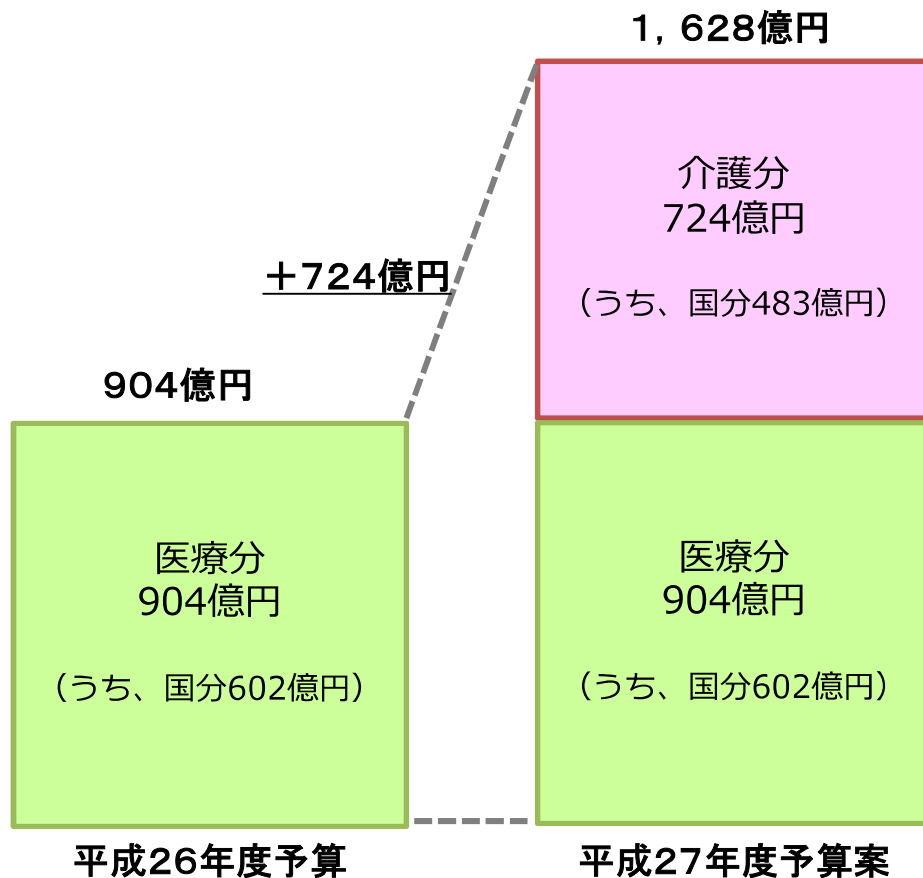 1，628億円
介護分
724億円
（うち、国分483億円）
＋724億円
904億円
医療分
904億円
（うち、国分602億円）
医療分
904億円
（うち、国分602億円）
平成26年度予算
平成27年度予算案